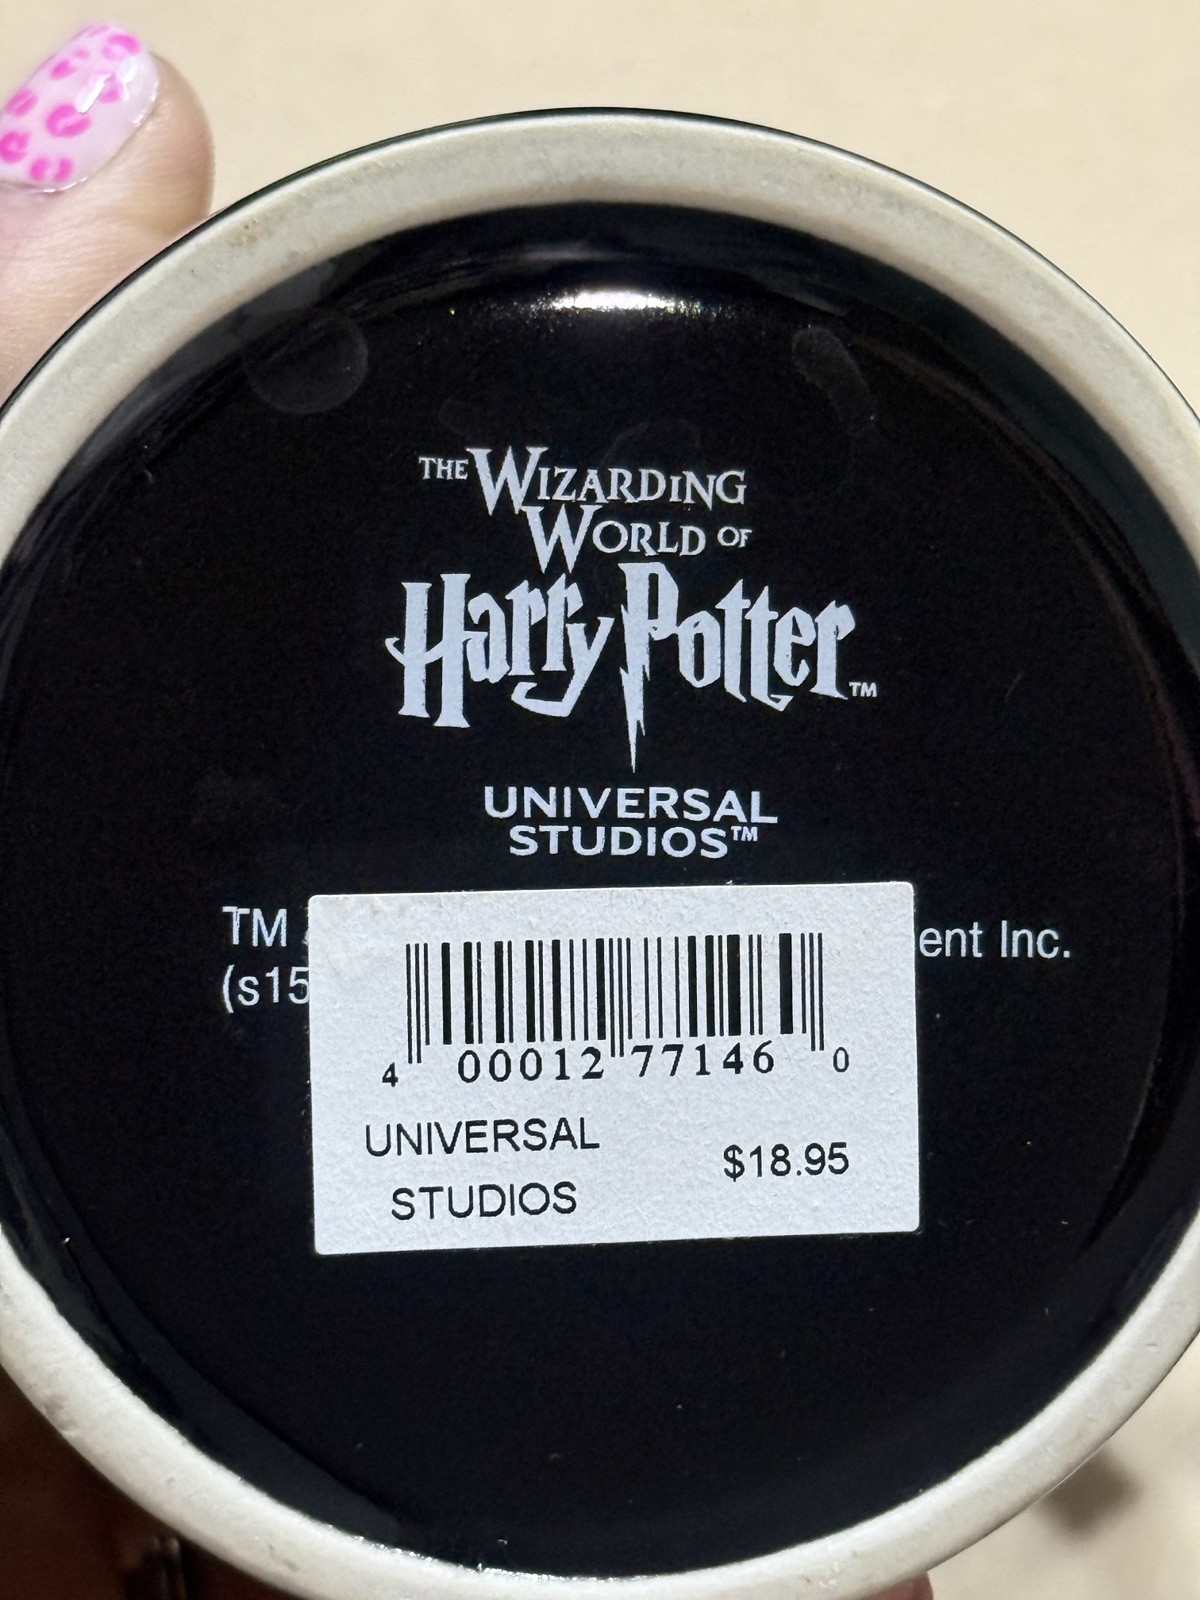 THE WIZARDING
WORLD OF
Harry Potter™
UNIVERSAL
STUDIOS™
TM ent Inc.
(s15
4 00012 77146 0
UNIVERSAL
STUDIOS
$18.95